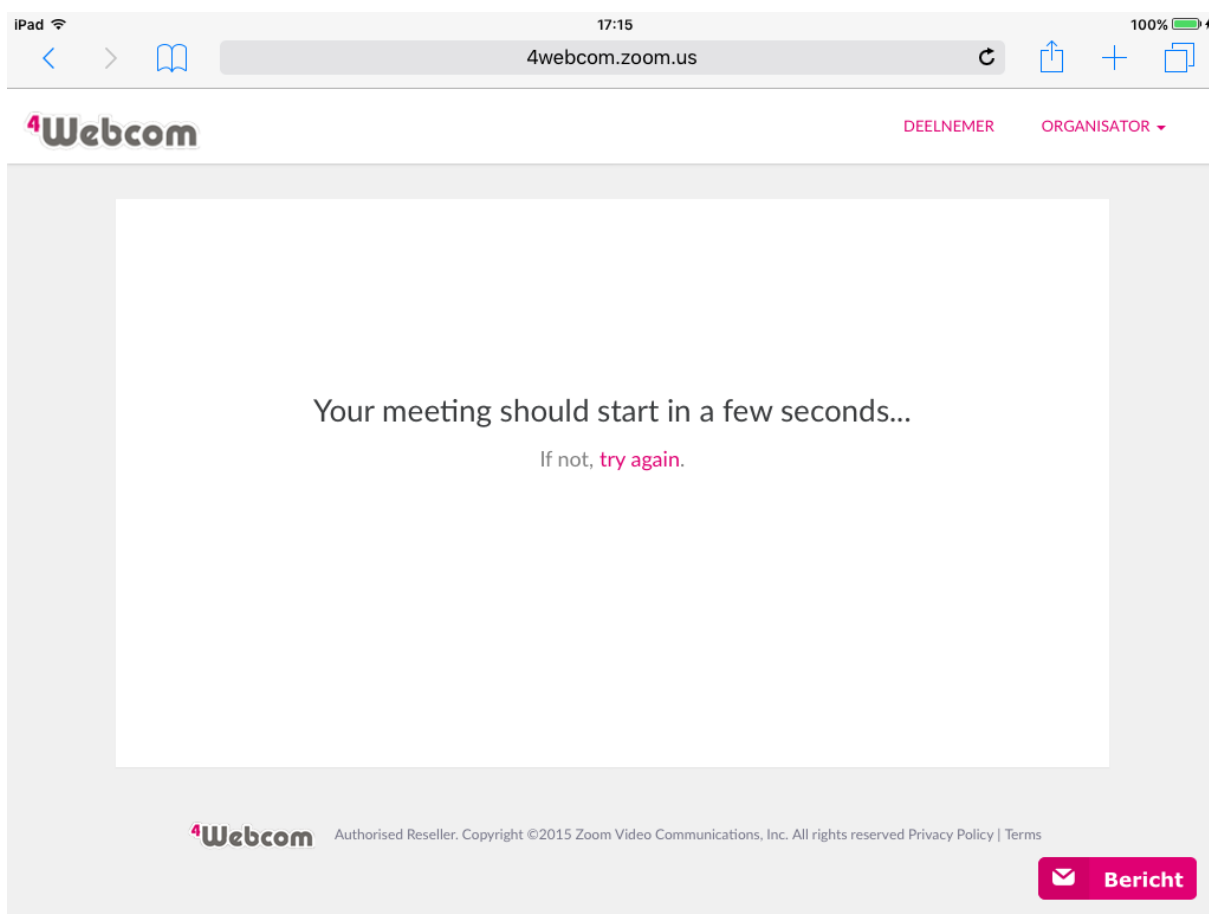 iPad 17:15 100%
4webcom.zoom.us
4Webcom DEELNEMER ORGANISATOR
Your meeting should start in a few seconds...
If not, try again.
4Webcom Authorised Reseller. Copyright ©2015 Zoom Video Communications, Inc. All rights reserved Privacy Policy | Terms
Bericht